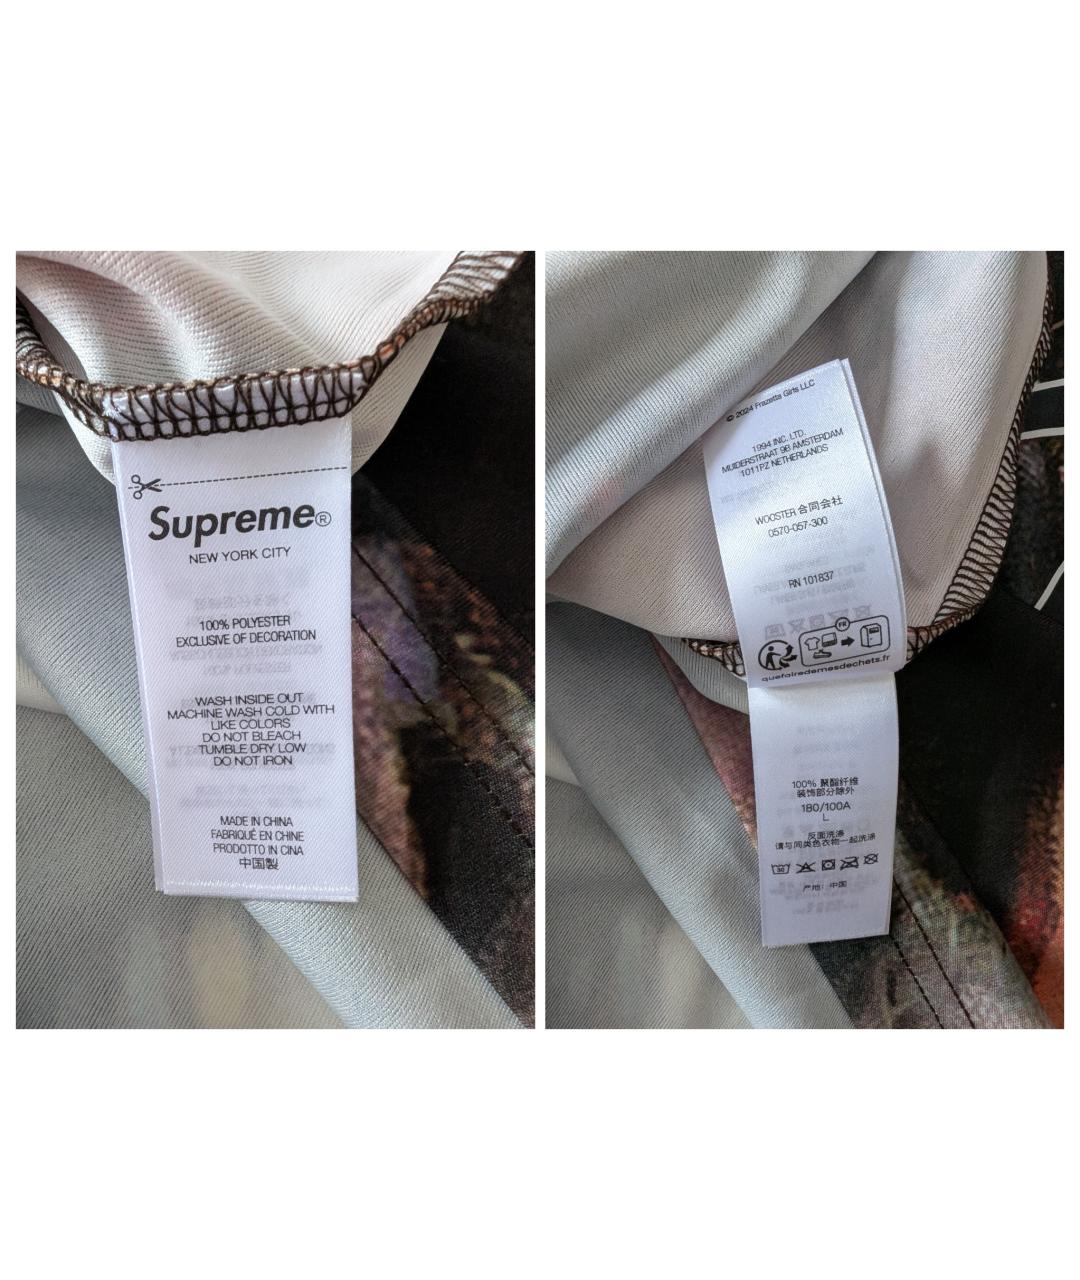 Supreme®
NEW YORK CITY
100% POLYESTER
EXCLUSIVE OF DECORATION
WASH INSIDE OUT
MACHINE WASH COLD WITH
LIKE COLORS
DO NOT BLEACH
TUMBLE DRY LOW
DO NOT IRON
MADE IN CHINA
FABRIQUÉ EN CHINE
PRODOTTO IN CINA
中国製
© 2024 Frazetta Girls LLC
1994 INC. LTD.
MUIDERSTRAAT 9B AMSTERDAM
1011PZ NETHERLANDS
WOOSTER 合同会社
0570-057-300
RN 101837
FR
quefairedemesdechets.fr
100% 聚酯纤维
装饰部分除外
180/100A
L
反面洗涤
请与同类色衣物一起洗涤
30
产地: 中国